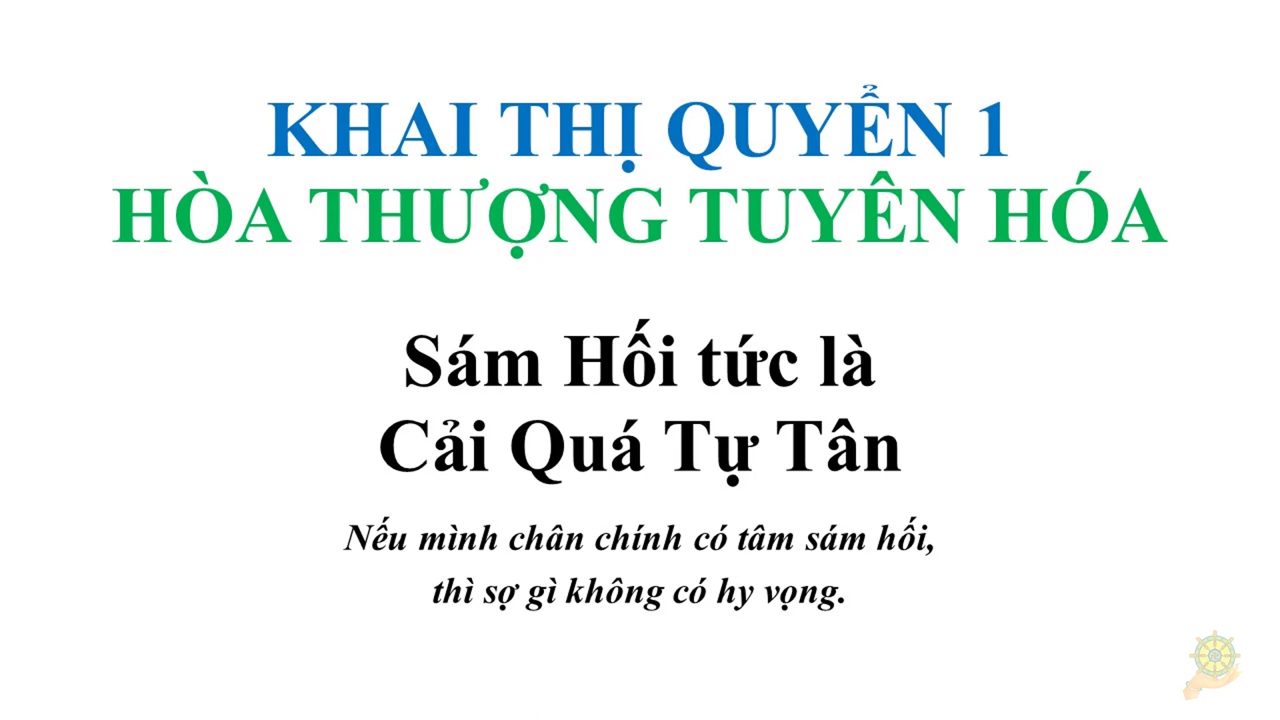 KHAI THỊ QUYỂN 1
HÒA THƯỢNG TUYÊN HÓA
Sám Hối tức là
Cải Quá Tự Tân
Nếu mình chân chính có tâm sám hối,
thì sợ gì không có hy vọng.